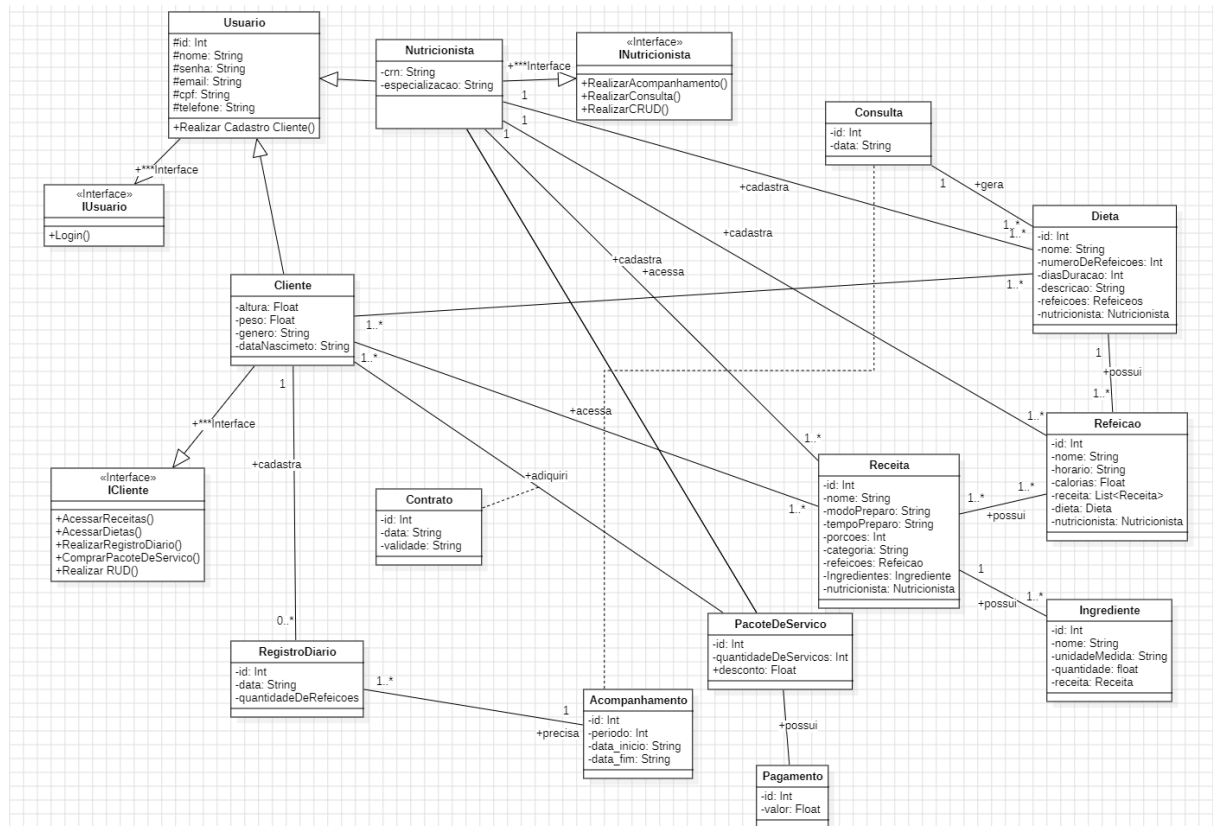 Usuario
#id: Int
#nome: String
#senha: String
#email: String
#cpf: String
#telefone: String
+Realizar Cadastro Cliente()
Nutricionista
-crn: String
-especializacao: String
+***Interface
«Interface»
INutricionista
+RealizarAcompanhamento()
+RealizarConsulta()
+RealizarCRUD()
1
1
1
Consulta
-id: Int
-data: String
+***Interface
«Interface»
IUsuario
+Login()
+cadastra
1
+gera
1..*
1..*
Dieta
-id: Int
-nome: String
-numeroDeRefeicoes: Int
-diasDuracao: Int
-descricao: String
-refeicoes: Refeiceos
-nutricionista: Nutricionista
+cadastra
+cadastra
+acessa
Cliente
-altura: Float
-peso: Float
-genero: String
-dataNascimeto: String
1..*
1..*
1..*
1
1
+possui
1..*
+***Interface
«Interface»
ICliente
+AcessarReceitas()
+AcessarDietas()
+RealizarRegistroDiario()
+ComprarPacoteDeServico()
+Realizar RUD()
+cadastra
+acessa
+adiquiri
Contrato
-id: Int
-data: String
-validade: String
1..*
1..*
Receita
-id: Int
-nome: String
-modoPreparo: String
-tempoPreparo: String
-porcoes: Int
-categoria: String
-refeicoes: Refeicao
-Ingredientes: Ingrediente
-nutricionista: Nutricionista
1..*
Refeicao
-id: Int
-nome: String
-horario: String
-calorias: Float
-receita: List<Receita>
-dieta: Dieta
-nutricionista: Nutricionista
1..*
1..*
+possui
1
1..*
+possui
Ingrediente
-id: Int
-nome: String
-unidadeMedida: String
-quantidade: float
-receita: Receita
0..*
RegistroDiario
-id: Int
-data: String
-quantidadeDeRefeicoes
1..*
1
+precisa
Acompanhamento
-id: Int
-periodo: Int
-data_inicio: String
-data_fim: String
PacoteDeServico
-id: Int
-quantidadeDeServicos: Int
+desconto: Float
+possui
Pagamento
-id: Int
-valor: Float